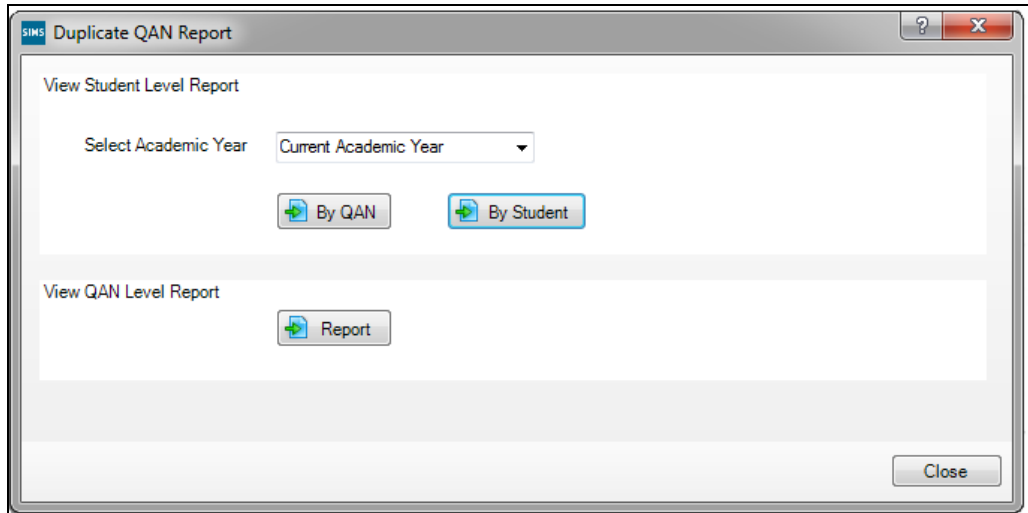 SIMS Duplicate QAN Report ?
View Student Level Report
Select Academic Year Current Academic Year
By QAN By Student
View QAN Level Report
Report
Close